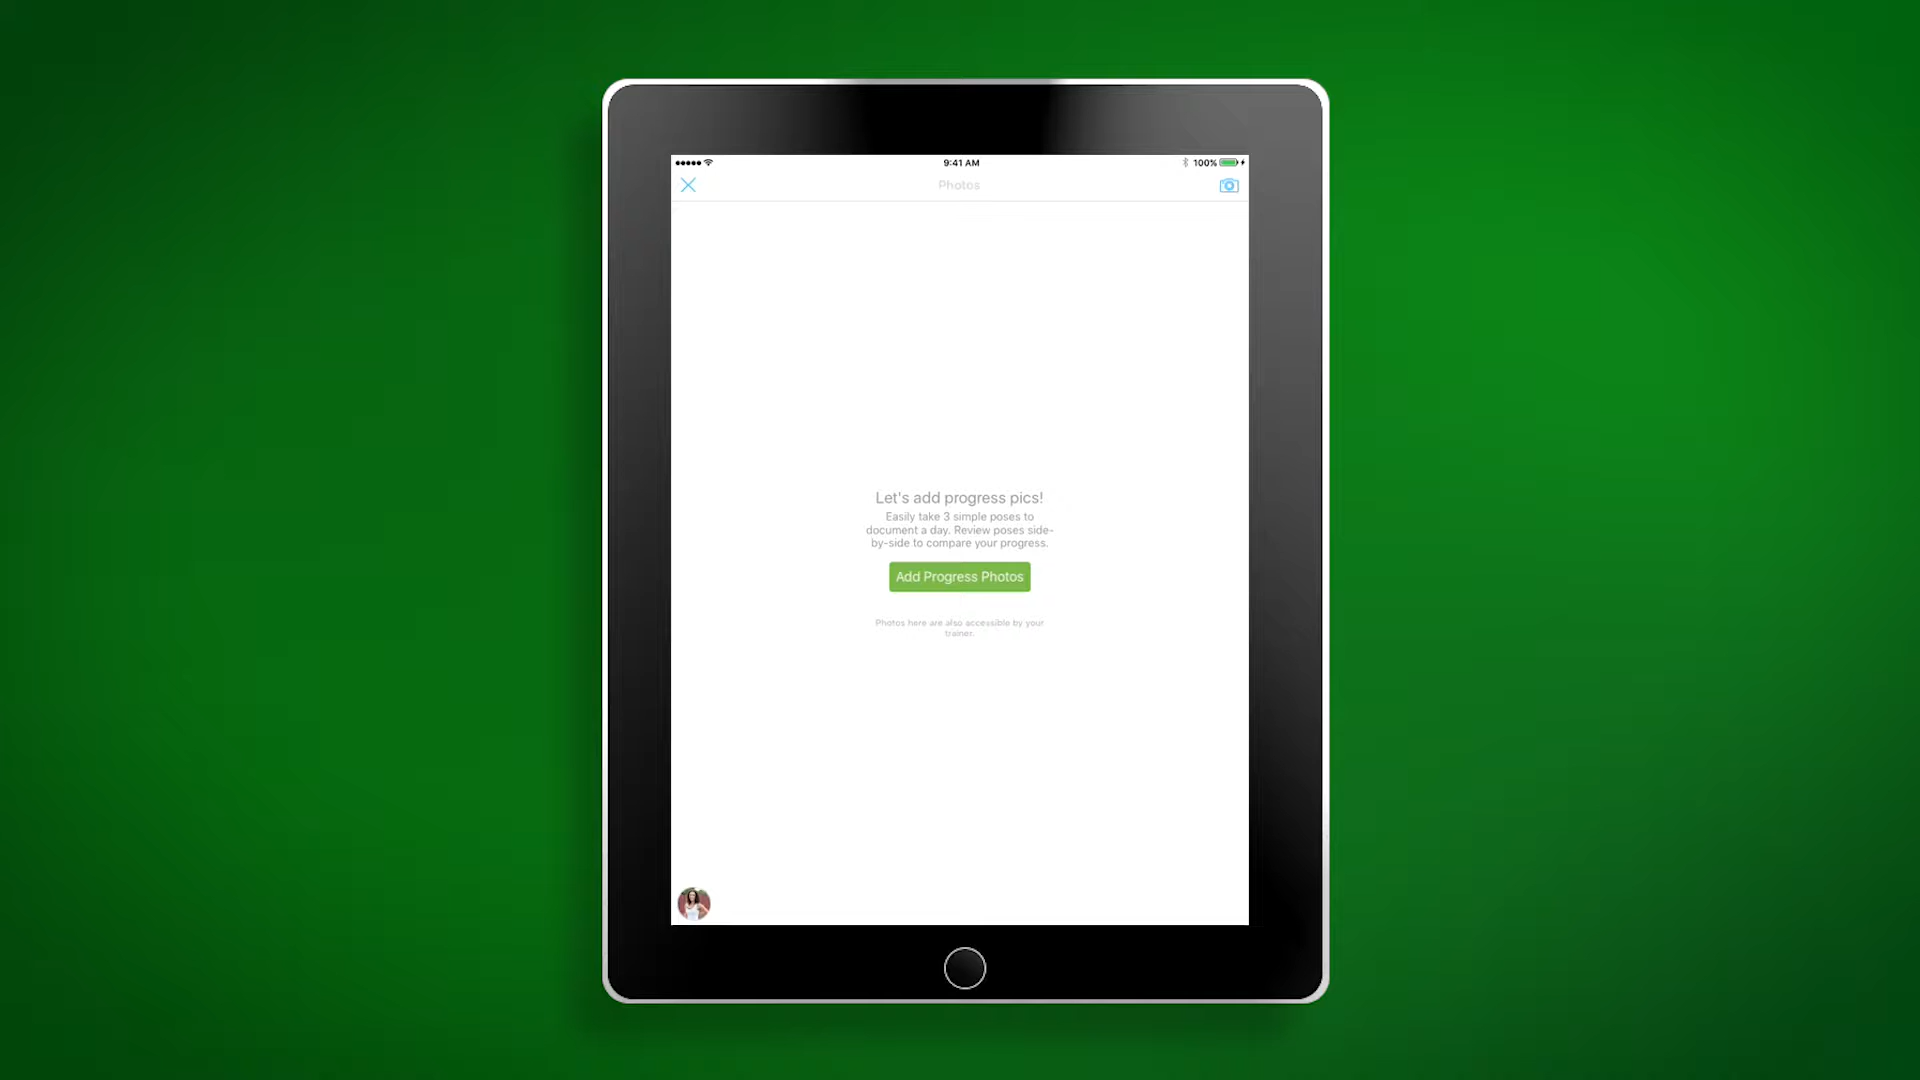 9:41 AM
100%
Photos
Let's add progress pics!
Easily take 3 simple poses to
document a day. Review poses side-
by-side to compare your progress.
Add Progress Photos
Photos here are also accessible by your
trainer.